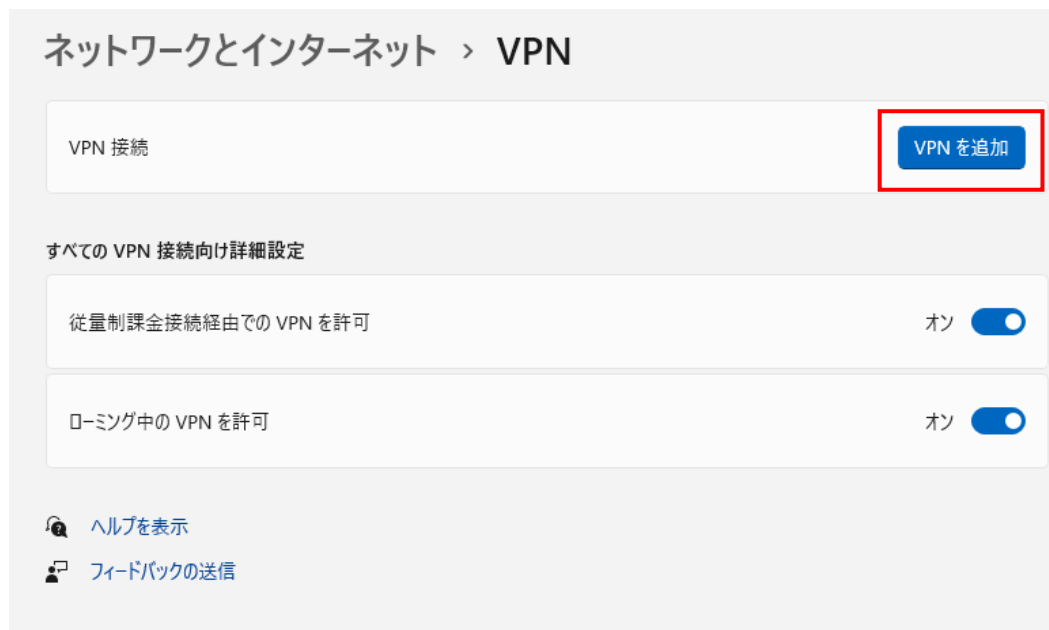 ネットワークとインターネット › VPN
VPN 接続
VPN を追加
すべての VPN 接続向け詳細設定
従量制課金接続経由での VPN を許可
オン
ローミング中の VPN を許可
オン
ヘルプを表示
フィードバックの送信